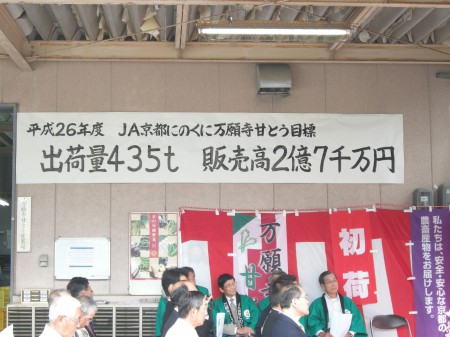 平成26年度 JA京都にのくに万願寺甘とう目標
出荷量435t 販売高2億7千万円
万願寺
甘
初荷
私たちは、安全・安心な京都の
農畜産物をお届けします。